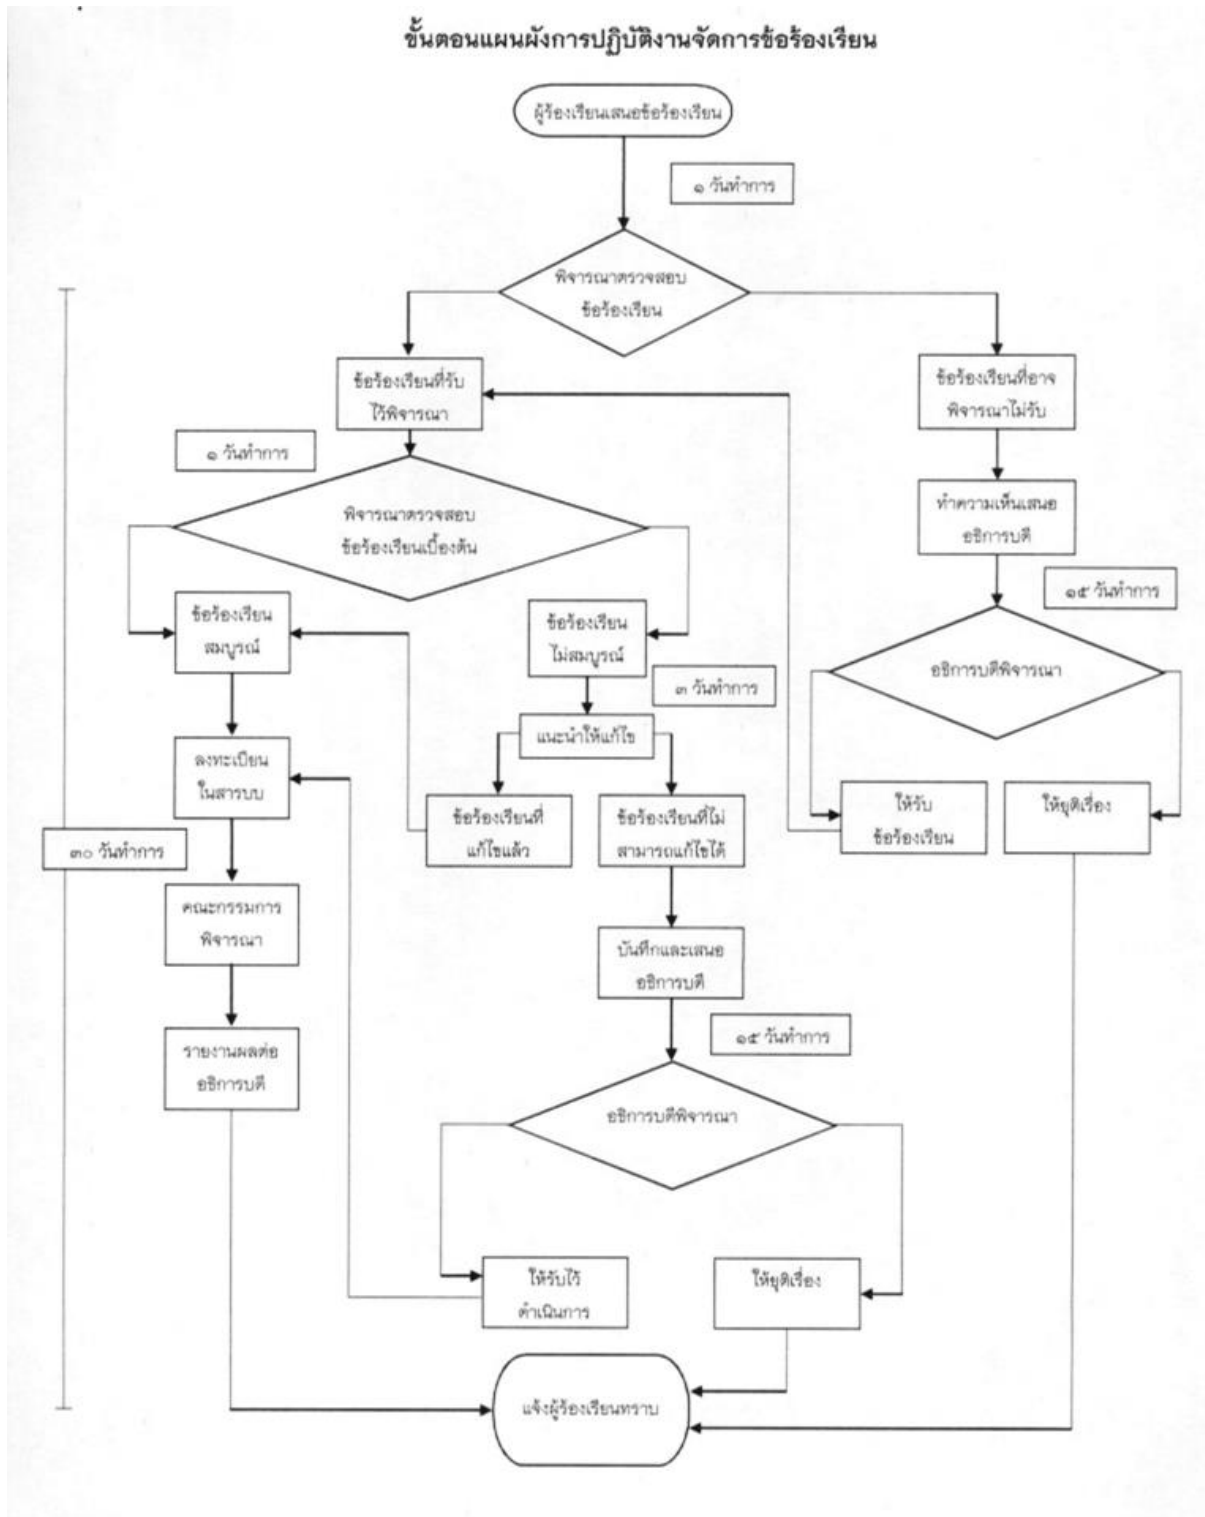 ขั้นตอนแผนผังการปฏิบัติงานจัดการข้อร้องเรียน
ผู้ร้องเรียนเสนอข้อร้องเรียน
๑ วันทำการ
พิจารณาตรวจสอบ
ข้อร้องเรียน
ข้อร้องเรียนที่รับ
ไว้พิจารณา
ข้อร้องเรียนที่อาจ
พิจารณาไม่รับ
๑ วันทำการ
พิจารณาตรวจสอบ
ข้อร้องเรียนเบื้องต้น
ทำความเห็นเสนอ
อธิการบดี
๑๕ วันทำการ
ข้อร้องเรียน
สมบูรณ์
ข้อร้องเรียน
ไม่สมบูรณ์
อธิการบดีพิจารณา
๓ วันทำการ
แนะนำให้แก้ไข
ลงทะเบียน
ในสารบบ
ข้อร้องเรียนที่
แก้ไขแล้ว
ข้อร้องเรียนที่ไม่
สามารถแก้ไขได้
ให้รับ
ข้อร้องเรียน
ให้ยุติเรื่อง
๓๐ วันทำการ
คณะกรรมการ
พิจารณา
บันทึกและเสนอ
อธิการบดี
๑๕ วันทำการ
รายงานผลต่อ
อธิการบดี
อธิการบดีพิจารณา
ให้รับไว้
ดำเนินการ
ให้ยุติเรื่อง
แจ้งผู้ร้องเรียนทราบ